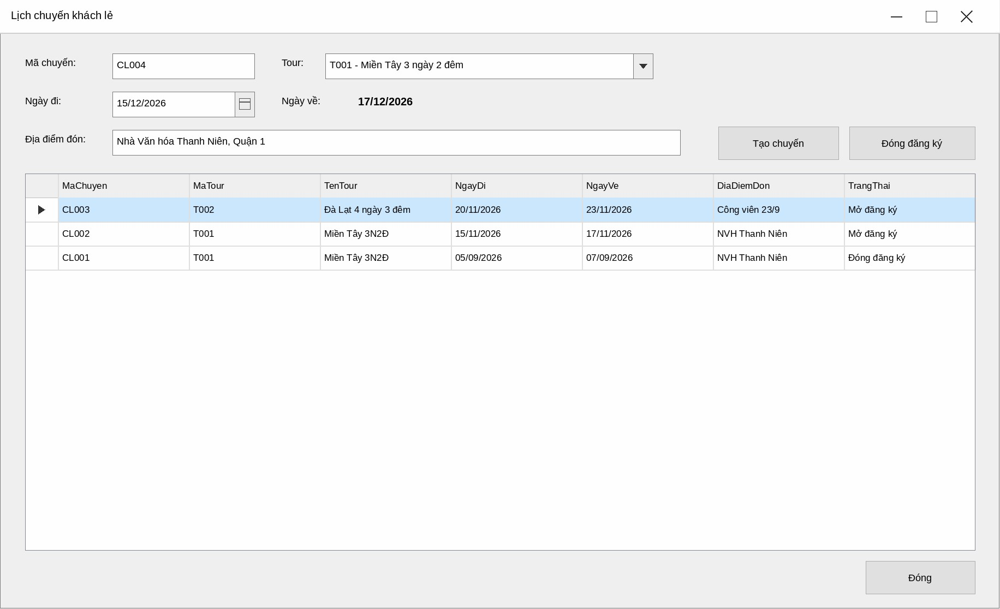 Lịch chuyến khách lẻ
Mã chuyến: CL004 Tour: T001 - Miền Tây 3 ngày 2 đêm
Ngày đi: 15/12/2026 Ngày về: 17/12/2026
Địa điểm đón: Nhà Văn hóa Thanh Niên, Quận 1 Tạo chuyến Đóng đăng ký
MaChuyen MaTour TenTour NgayDi NgayVe DiaDiemDon TrangThai
CL003 T002 Đà Lạt 4 ngày 3 đêm 20/11/2026 23/11/2026 Công viên 23/9 Mở đăng ký
CL002 T001 Miền Tây 3N2Đ 15/11/2026 17/11/2026 NVH Thanh Niên Mở đăng ký
CL001 T001 Miền Tây 3N2Đ 05/09/2026 07/09/2026 NVH Thanh Niên Đóng đăng ký
Đóng